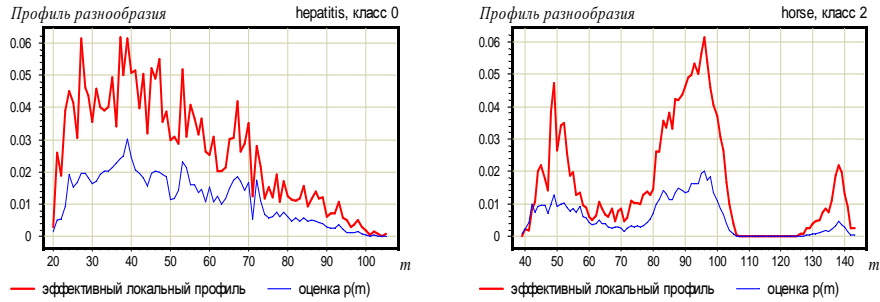 Профиль разнообразия hepatitis, класс 0
0.06
0.05
0.04
0.03
0.02
0.01
0
20 30 40 50 60 70 80 90 100
m
эффективный локальный профиль оценка p(m)
Профиль разнообразия horse, класс 2
0.06
0.05
0.04
0.03
0.02
0.01
0
40 50 60 70 80 90 100 110 120 130 140
m
эффективный локальный профиль оценка p(m)